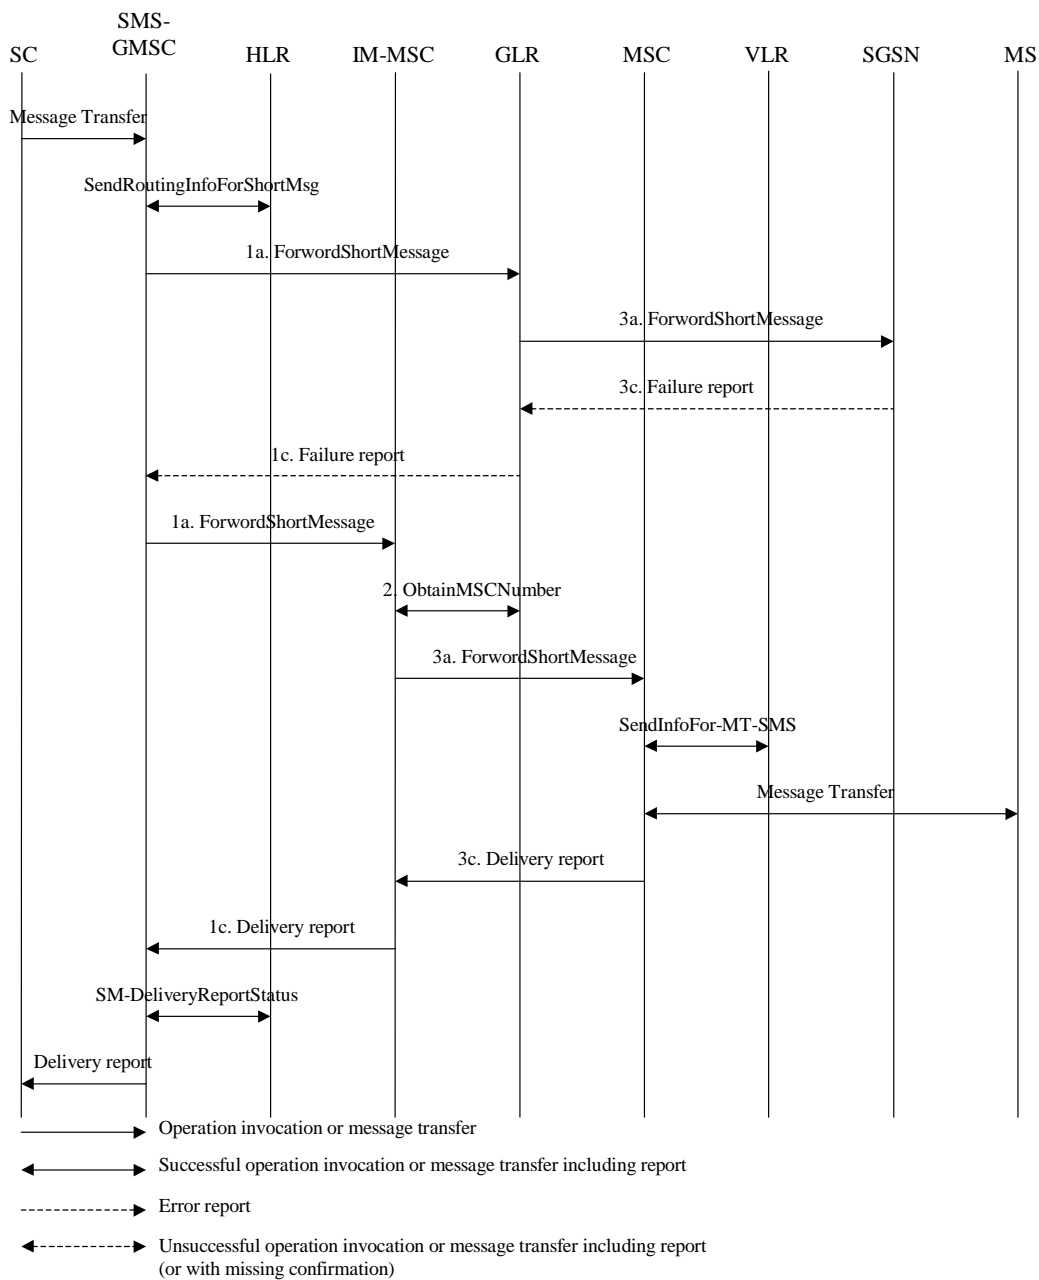 SMS-
GMSC
SC
HLR
IM-MSC
GLR
MSC
VLR
SGSN
MS
Message Transfer
SendRoutingInfoForShortMsg
1a. ForwordShortMessage
3a. ForwordShortMessage
3c. Failure report
1c. Failure report
1a. ForwordShortMessage
2. ObtainMSCNumber
3a. ForwordShortMessage
SendInfoFor-MT-SMS
Message Transfer
3c. Delivery report
1c. Delivery report
SM-DeliveryReportStatus
Delivery report
Operation invocation or message transfer
Successful operation invocation or message transfer including report
Error report
Unsuccessful operation invocation or message transfer including report
(or with missing confirmation)